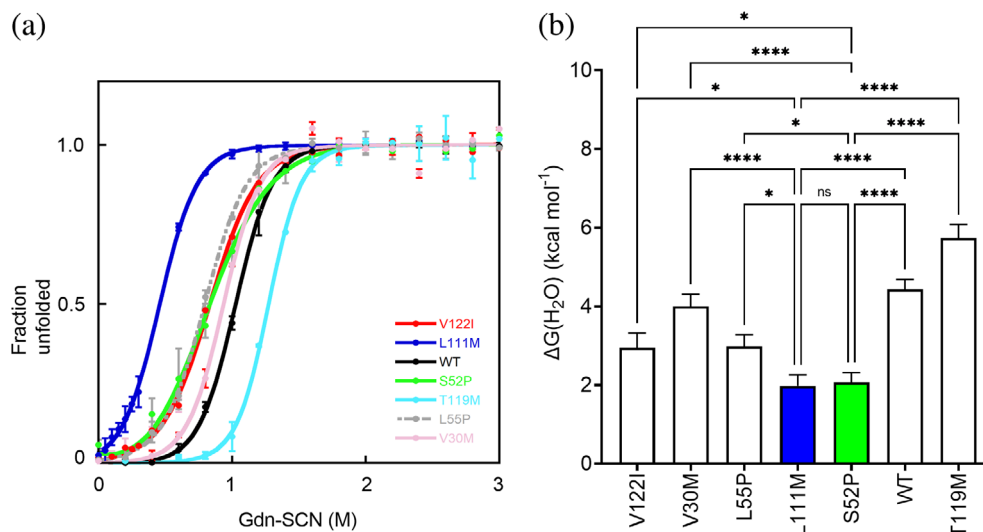 (a)
Fraction
unfolded
1.0
0.5
0
0
1
2
3
Gdn-SCN (M)
V122I
L111M
WT
S52P
T119M
L55P
V30M
(b)
ΔG(H₂O) (kcal mol⁻¹)
10
8
6
4
2
0
*
****
*
****
*
****
****
****
*
ns
****
V122I
V30M
L55P
L111M
S52P
WT
T119M